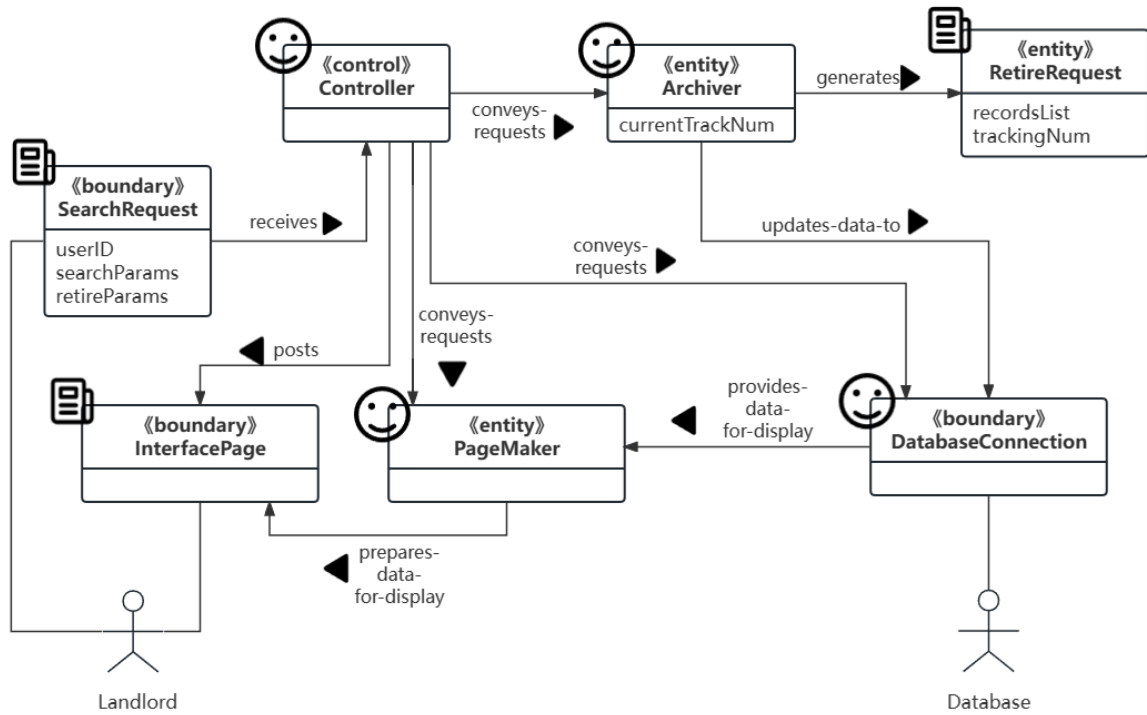 《control》
Controller
《entity》
Archiver
currentTrackNum
《entity》
RetireRequest
recordsList
trackingNum
generates
conveys-
requests
《boundary》
SearchRequest
userID
searchParams
retireParams
receives
updates-data-to
conveys-
requests
conveys-
requests
posts
《boundary》
InterfacePage
《entity》
PageMaker
provides-
data-
for-display
《boundary》
DatabaseConnection
prepares-
data-
for-display
Landlord
Database